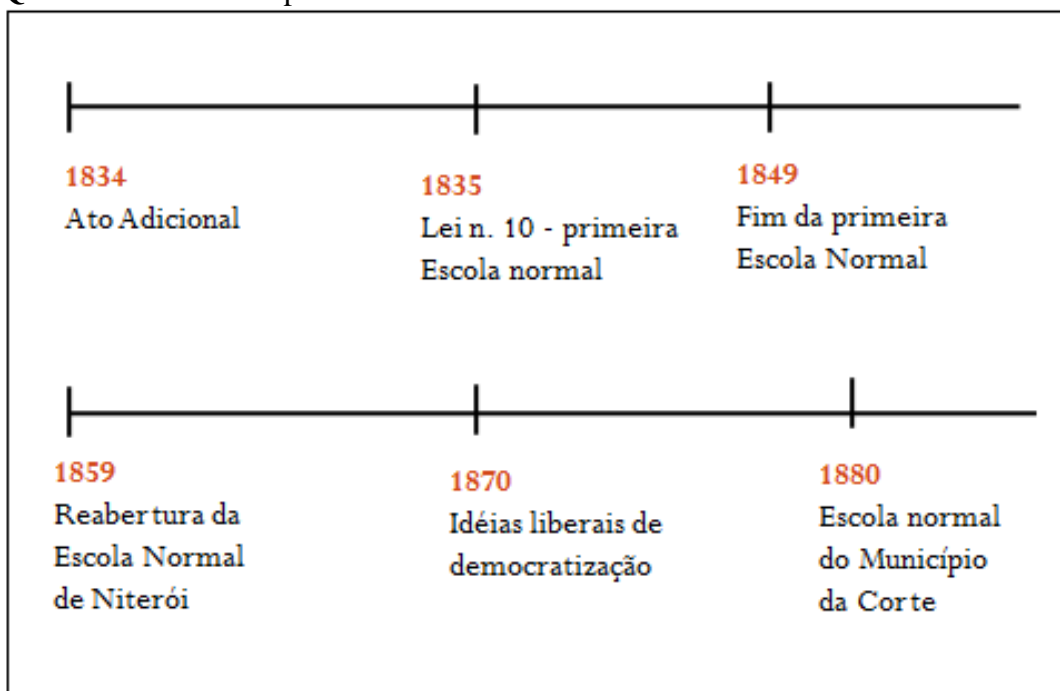 1834
Ato Adicional
1835
Lei n. 10 - primeira
Escola normal
1849
Fim da primeira
Escola Normal
1859
Reabertura da
Escola Normal
de Niterói
1870
Idéias liberais de
democratização
1880
Escola normal
do Município
da Corte